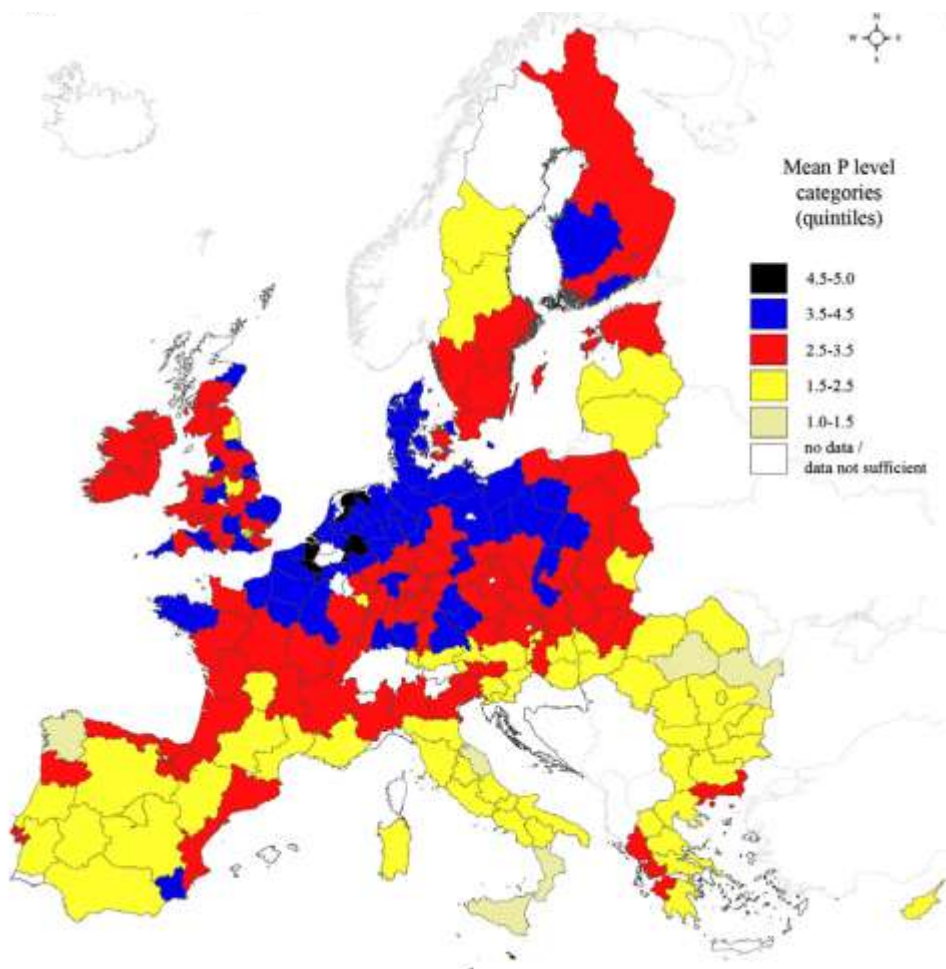 N
W E
S
Mean P level
categories
(quintiles)
4.5-5.0
3.5-4.5
2.5-3.5
1.5-2.5
1.0-1.5
no data /
data not sufficient